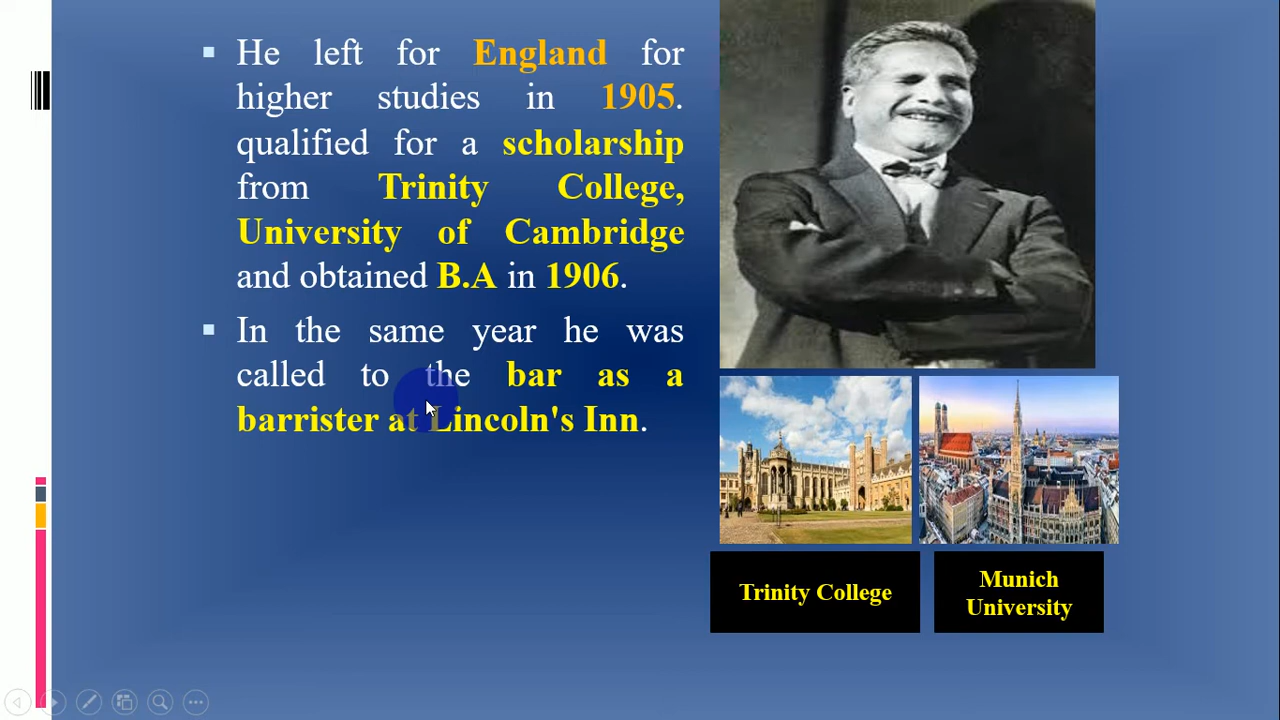 He left for England for
higher studies in 1905.
qualified for a scholarship
from Trinity College,
University of Cambridge
and obtained B.A in 1906.
In the same year he was
called to the bar as a
barrister at Lincoln's Inn.
Trinity College
Munich
University